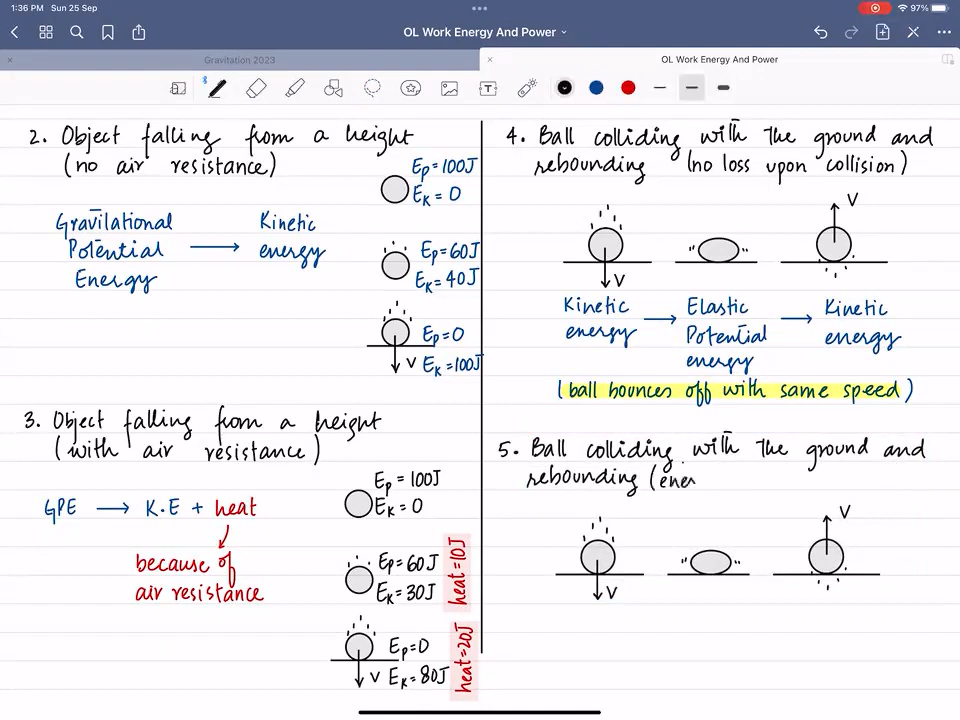 1:36 PM Sun 25 Sep
97%
OL Work Energy And Power
Gravitation 2023
OL Work Energy And Power
2. Object falling from a height
(no air resistance)
Ep=100J
EK= 0
Gravitational
Potential
Energy
Kinetic
energy
Ep=60J
EK= 40J
Ep=0
V EK=100J
3. Object falling from a height
(with air resistance)
Ep=100J
EK= 0
GPE → K.E + heat
because of
air resistance
Ep=60J
EK= 30J
heat=10J
Ep=0
V EK= 80J
heat=20J
4. Ball colliding with the ground and
rebounding (no loss upon collision)
V
V
Kinetic
energy
→
Elastic
Potential
energy
→
Kinetic
energy
(ball bounces off with same speed)
5. Ball colliding with the ground and
rebounding (ener
V
V